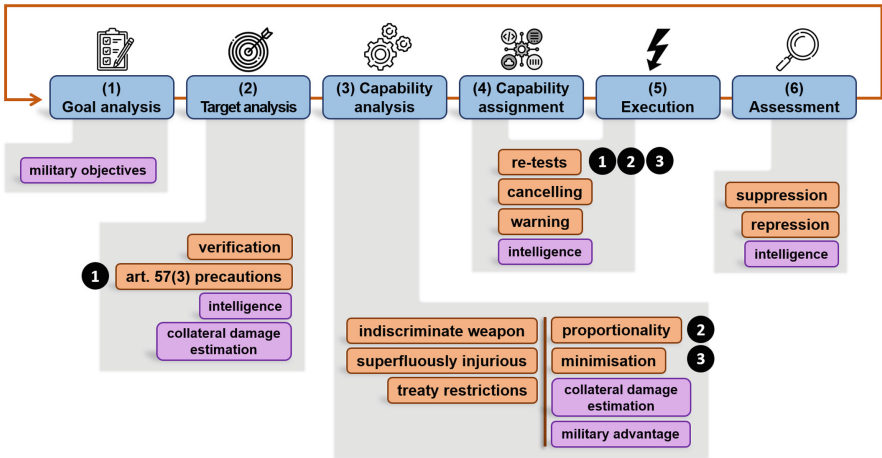 (1)
Goal analysis
(2)
Target analysis
(3) Capability
analysis
(4) Capability
assignment
(5)
Execution
(6)
Assessment
military objectives
verification
1
art. 57(3) precautions
intelligence
collateral damage
estimation
indiscriminate weapon
superfluously injurious
treaty restrictions
proportionality
2
minimisation
3
collateral damage
estimation
military advantage
re-tests
1 2 3
cancelling
warning
intelligence
suppression
repression
intelligence